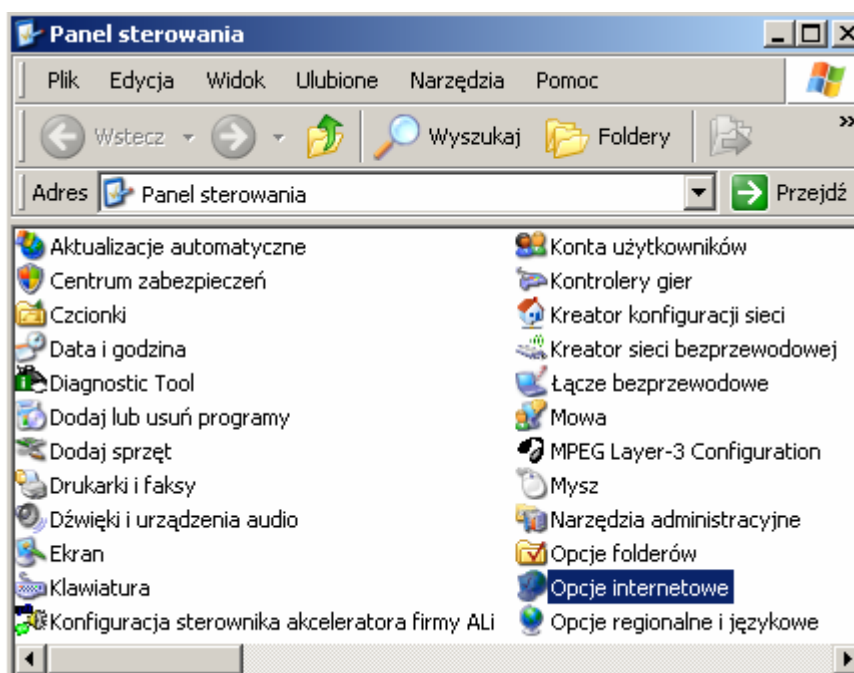 Panel sterowania
Plik Edycja Widok Ulubione Narzędzia Pomoc
Wstecz Wyszukaj Foldery »
Adres Panel sterowania Przejdź
Aktualizacje automatyczne
Centrum zabezpieczeń
Czcionki
Data i godzina
Diagnostic Tool
Dodaj lub usuń programy
Dodaj sprzęt
Drukarki i faksy
Dźwięki i urządzenia audio
Ekran
Klawiatura
Konfiguracja sterownika akceleratora firmy ALi
Konta użytkowników
Kontrolery gier
Kreator konfiguracji sieci
Kreator sieci bezprzewodowej
Łącze bezprzewodowe
Mowa
MPEG Layer-3 Configuration
Mysz
Narzędzia administracyjne
Opcje folderów
Opcje internetowe
Opcje regionalne i językowe